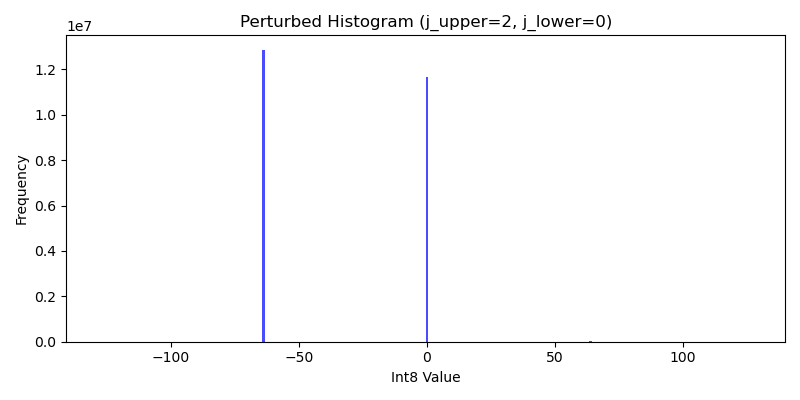 Perturbed Histogram (j_upper=2, j_lower=0)
1e7
1.2
1.0
0.8
0.6
0.4
0.2
0.0
Frequency
−100 −50 0 50 100
Int8 Value